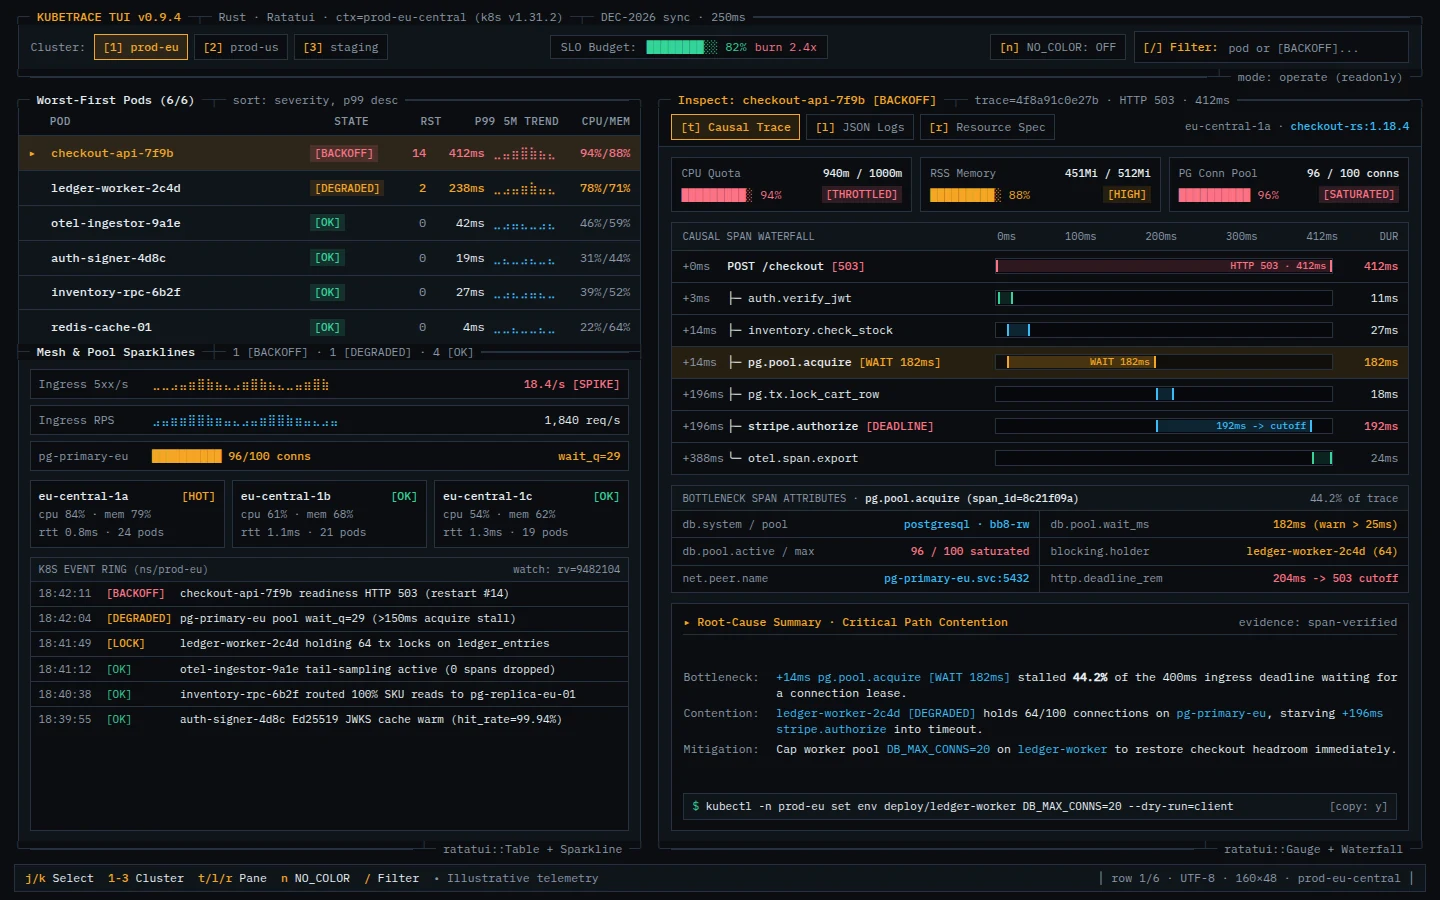 KUBETRACE TUI v0.9.4 Rust · Ratatui · ctx=prod-eu-central (k8s v1.31.2) DEC-2026 sync · 250ms
Cluster: [1] prod-eu [2] prod-us [3] staging SLO Budget: 82% burn 2.4x [n] NO_COLOR: OFF [/] Filter: pod or [BACKOFF]...
mode: operate (readonly)
Worst-First Pods (6/6) sort: severity, p99 desc
POD STATE RST P99 5M TREND CPU/MEM
▸ checkout-api-7f9b [BACKOFF] 14 412ms 94%/88%
ledger-worker-2c4d [DEGRADED] 2 238ms 78%/71%
otel-ingestor-9a1e [OK] 0 42ms 46%/59%
auth-signer-4d8c [OK] 0 19ms 31%/44%
inventory-rpc-6b2f [OK] 0 27ms 39%/52%
redis-cache-01 [OK] 0 4ms 22%/64%
Mesh & Pool Sparklines 1 [BACKOFF] · 1 [DEGRADED] · 4 [OK]
Ingress 5xx/s 18.4/s [SPIKE]
Ingress RPS 1,840 req/s
pg-primary-eu 96/100 conns wait_q=29
eu-central-1a [HOT]
cpu 84% · mem 79%
rtt 0.8ms · 24 pods
eu-central-1b [OK]
cpu 61% · mem 68%
rtt 1.1ms · 21 pods
eu-central-1c [OK]
cpu 54% · mem 62%
rtt 1.3ms · 19 pods
K8S EVENT RING (ns/prod-eu) watch: rv=9482104
18:42:11 [BACKOFF] checkout-api-7f9b readiness HTTP 503 (restart #14)
18:42:04 [DEGRADED] pg-primary-eu pool wait_q=29 (>150ms acquire stall)
18:41:49 [LOCK] ledger-worker-2c4d holding 64 tx locks on ledger_entries
18:41:12 [OK] otel-ingestor-9a1e tail-sampling active (0 spans dropped)
18:40:38 [OK] inventory-rpc-6b2f routed 100% SKU reads to pg-replica-eu-01
18:39:55 [OK] auth-signer-4d8c Ed25519 JWKS cache warm (hit_rate=99.94%)
ratatui::Table + Sparkline
Inspect: checkout-api-7f9b [BACKOFF] trace=4f8a91c0e27b · HTTP 503 · 412ms
[t] Causal Trace [l] JSON Logs [r] Resource Spec eu-central-1a · checkout-rs:1.18.4
CPU Quota 940m / 1000m
94% [THROTTLED]
RSS Memory 451Mi / 512Mi
88% [HIGH]
PG Conn Pool 96 / 100 conns
96% [SATURATED]
CAUSAL SPAN WATERFALL 0ms 100ms 200ms 300ms 412ms DUR
+0ms POST /checkout [503] HTTP 503 · 412ms 412ms
+3ms ├─ auth.verify_jwt 11ms
+14ms ├─ inventory.check_stock 27ms
+14ms ├─ pg.pool.acquire [WAIT 182ms] WAIT 182ms 182ms
+196ms ├─ pg.tx.lock_cart_row 18ms
+196ms ├─ stripe.authorize [DEADLINE] 192ms -> cutoff 192ms
+388ms └─ otel.span.export 24ms
BOTTLENECK SPAN ATTRIBUTES · pg.pool.acquire (span_id=8c21f09a) 44.2% of trace
db.system / pool postgresql · bb8-rw db.pool.wait_ms 182ms (warn > 25ms)
db.pool.active / max 96 / 100 saturated blocking.holder ledger-worker-2c4d (64)
net.peer.name pg-primary-eu.svc:5432 http.deadline_rem 204ms -> 503 cutoff
▸ Root-Cause Summary · Critical Path Contention evidence: span-verified
Bottleneck: +14ms pg.pool.acquire [WAIT 182ms] stalled 44.2% of the 400ms ingress deadline waiting for
a connection lease.
Contention: ledger-worker-2c4d [DEGRADED] holds 64/100 connections on pg-primary-eu, starving +196ms
stripe.authorize into timeout.
Mitigation: Cap worker pool DB_MAX_CONNS=20 on ledger-worker to restore checkout headroom immediately.
$ kubectl -n prod-eu set env deploy/ledger-worker DB_MAX_CONNS=20 --dry-run=client [copy: y]
ratatui::Gauge + Waterfall
j/k Select 1-3 Cluster t/l/r Pane n NO_COLOR / Filter • Illustrative telemetry │ row 1/6 · UTF-8 · 160×48 · prod-eu-central │